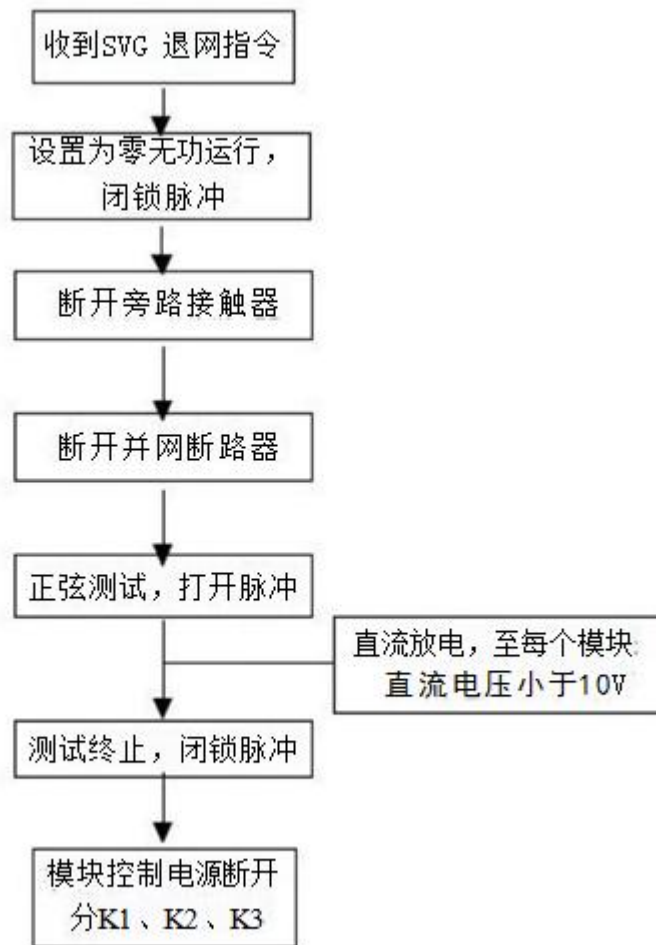 收到SVG 退网指令
设置为零无功运行，
闭锁脉冲
断开旁路接触器
断开并网断路器
正弦测试，打开脉冲
直流放电，至每个模块
直流电压小于10V
测试终止，闭锁脉冲
模块控制电源断开
分K1、K2、K3